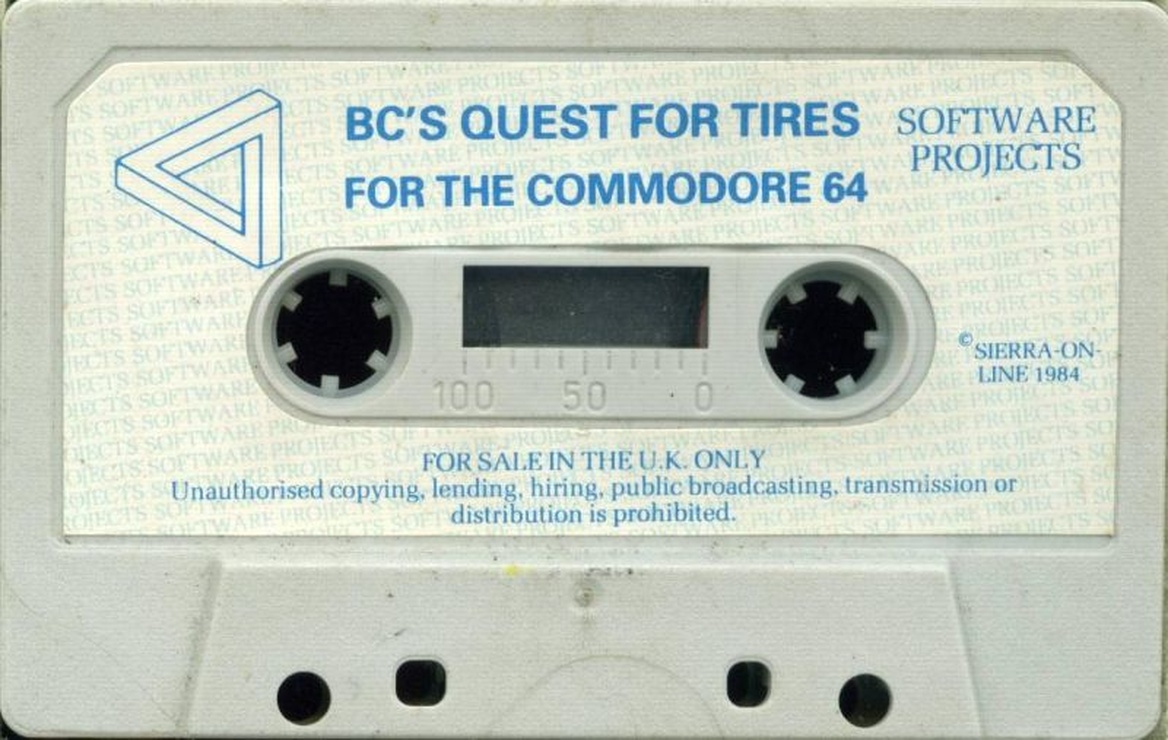 BC'S QUEST FOR TIRES
FOR THE COMMODORE 64
SOFTWARE
PROJECTS
100 50 0
©SIERRA-ON-
LINE 1984
FOR SALE IN THE U.K. ONLY
Unauthorised copying, lending, hiring, public broadcasting, transmission or
distribution is prohibited.